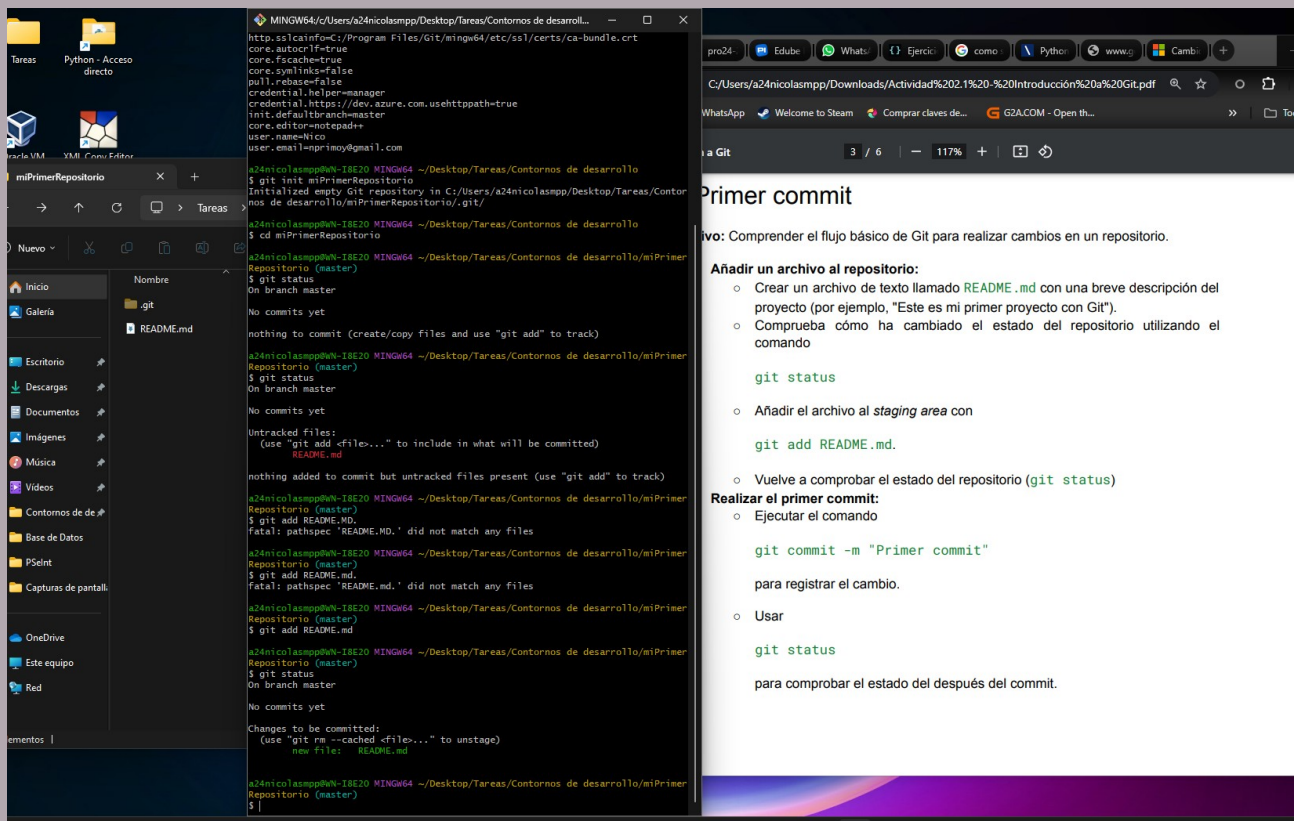 Tareas
Python - Acceso
directo
XML Copy Editor
miPrimerRepositorio
Tareas
Nuevo
Inicio
Galería
Escritorio
Descargas
Documentos
Imágenes
Música
Vídeos
Contornos de de
Base de Datos
PSeInt
Capturas de pantall
OneDrive
Este equipo
Red
ementos
Nombre
.git
README.md
MINGW64:/c/Users/a24nicolasmpp/Desktop/Tareas/Contornos de desarroll...
http.sslcainfo=C:/Program Files/Git/mingw64/etc/ssl/certs/ca-bundle.crt
core.autocrlf=true
core.fscache=true
core.symlinks=false
pull.rebase=false
credential.helper=manager
credential.https://dev.azure.com.usehttppath=true
init.defaultbranch=master
core.editor=notepad++
user.name=Nico
user.email=nprimoy@gmail.com
a24nicolasmpp@WN-I8E20 MINGW64 ~/Desktop/Tareas/Contornos de desarrollo
$ git init miPrimerRepositorio
Initialized empty Git repository in C:/Users/a24nicolasmpp/Desktop/Tareas/Contor
nos de desarrollo/miPrimerRepositorio/.git/
a24nicolasmpp@WN-I8E20 MINGW64 ~/Desktop/Tareas/Contornos de desarrollo
$ cd miPrimerRepositorio
a24nicolasmpp@WN-I8E20 MINGW64 ~/Desktop/Tareas/Contornos de desarrollo/miPrimer
Repositorio (master)
$ git status
On branch master
No commits yet
nothing to commit (create/copy files and use "git add" to track)
a24nicolasmpp@WN-I8E20 MINGW64 ~/Desktop/Tareas/Contornos de desarrollo/miPrimer
Repositorio (master)
$ git status
On branch master
No commits yet
Untracked files:
(use "git add <file>..." to include in what will be committed)
README.md
nothing added to commit but untracked files present (use "git add" to track)
a24nicolasmpp@WN-I8E20 MINGW64 ~/Desktop/Tareas/Contornos de desarrollo/miPrimer
Repositorio (master)
$ git add README.MD.
fatal: pathspec 'README.MD.' did not match any files
a24nicolasmpp@WN-I8E20 MINGW64 ~/Desktop/Tareas/Contornos de desarrollo/miPrimer
Repositorio (master)
$ git add README.md.
fatal: pathspec 'README.md.' did not match any files
a24nicolasmpp@WN-I8E20 MINGW64 ~/Desktop/Tareas/Contornos de desarrollo/miPrimer
Repositorio (master)
$ git add README.md
a24nicolasmpp@WN-I8E20 MINGW64 ~/Desktop/Tareas/Contornos de desarrollo/miPrimer
Repositorio (master)
$ git status
On branch master
No commits yet
Changes to be committed:
(use "git rm --cached <file>..." to unstage)
new file:   README.md
a24nicolasmpp@WN-I8E20 MINGW64 ~/Desktop/Tareas/Contornos de desarrollo/miPrimer
Repositorio (master)
$
pro24- Edube Whats Ejercici como Python www.g Cambi
C:/Users/a24nicolasmpp/Downloads/Actividad%202.1%20-%20Introducción%20a%20Git.pdf
WhatsApp Welcome to Steam Comprar claves de... G2A.COM - Open th... » To
a Git 3 / 6 | − 117% +
Primer commit
ivo: Comprender el flujo básico de Git para realizar cambios en un repositorio.
Añadir un archivo al repositorio:
○ Crear un archivo de texto llamado README.md con una breve descripción del
proyecto (por ejemplo, "Este es mi primer proyecto con Git").
○ Comprueba cómo ha cambiado el estado del repositorio utilizando el
comando
git status
○ Añadir el archivo al staging area con
git add README.md.
○ Vuelve a comprobar el estado del repositorio (git status)
Realizar el primer commit:
○ Ejecutar el comando
git commit -m "Primer commit"
para registrar el cambio.
○ Usar
git status
para comprobar el estado del después del commit.